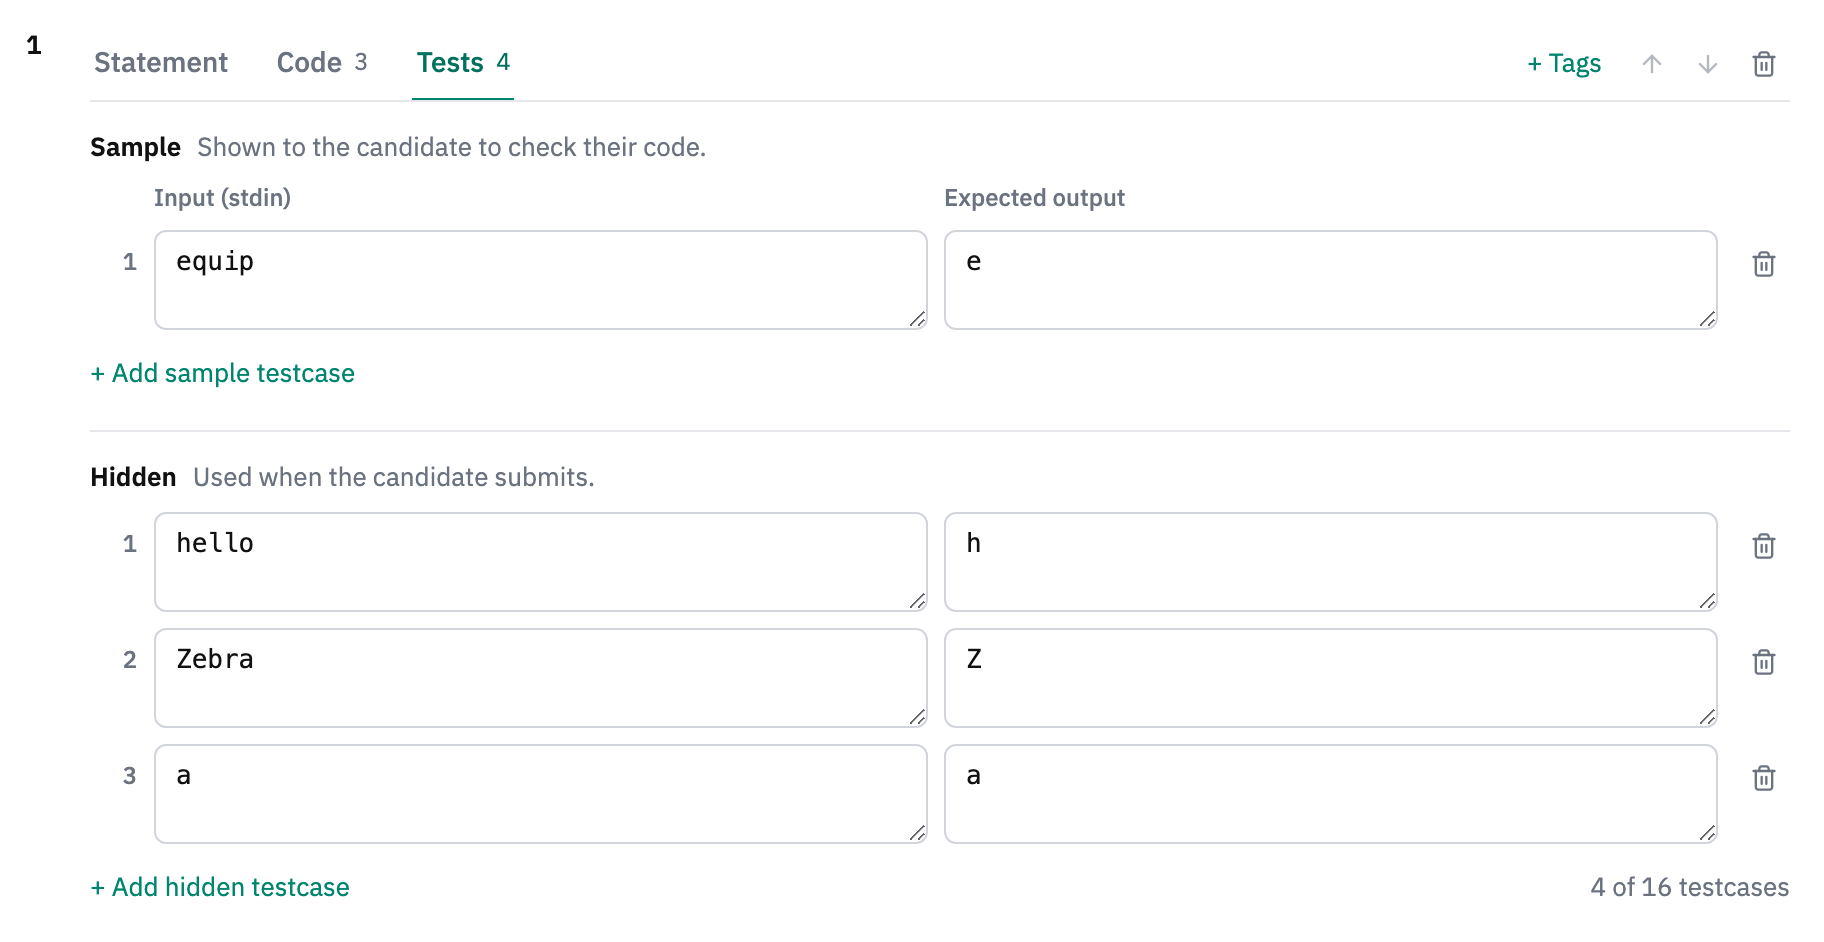 1
Statement Code 3 Tests 4 + Tags
Sample Shown to the candidate to check their code.
Input (stdin) Expected output
1 equip e
+ Add sample testcase
Hidden Used when the candidate submits.
1 hello h
2 Zebra Z
3 a a
+ Add hidden testcase 4 of 16 testcases